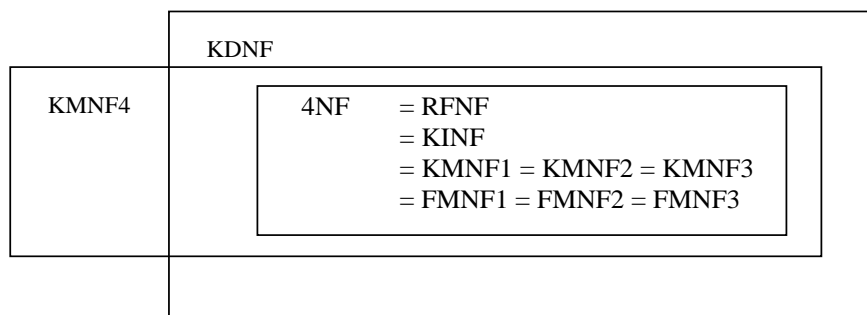 KDNF
KMNF4 4NF = RFNF
= KINF
= KMNF1 = KMNF2 = KMNF3
= FMNF1 = FMNF2 = FMNF3